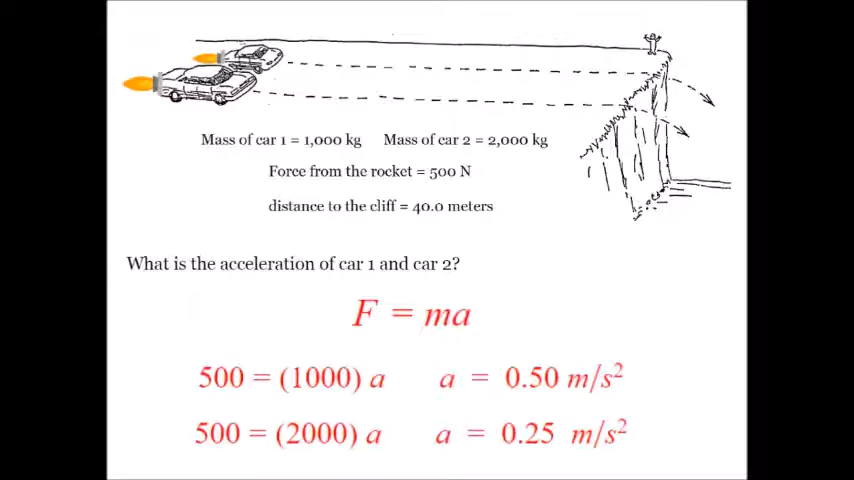 Mass of car 1 = 1,000 kg Mass of car 2 = 2,000 kg
Force from the rocket = 500 N
distance to the cliff = 40.0 meters
What is the acceleration of car 1 and car 2?
F = ma
500 = (1000) a a = 0.50 m/s²
500 = (2000) a a = 0.25 m/s²